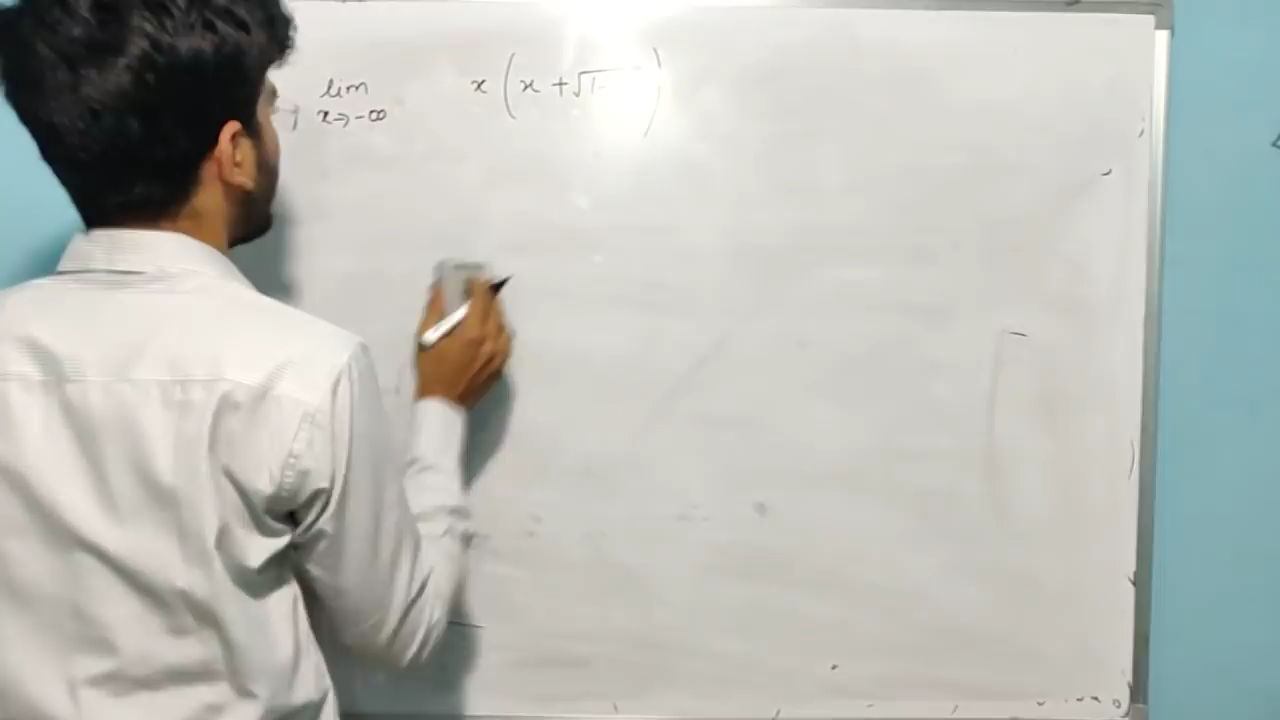 lim x (x + √1-)
x→-∞